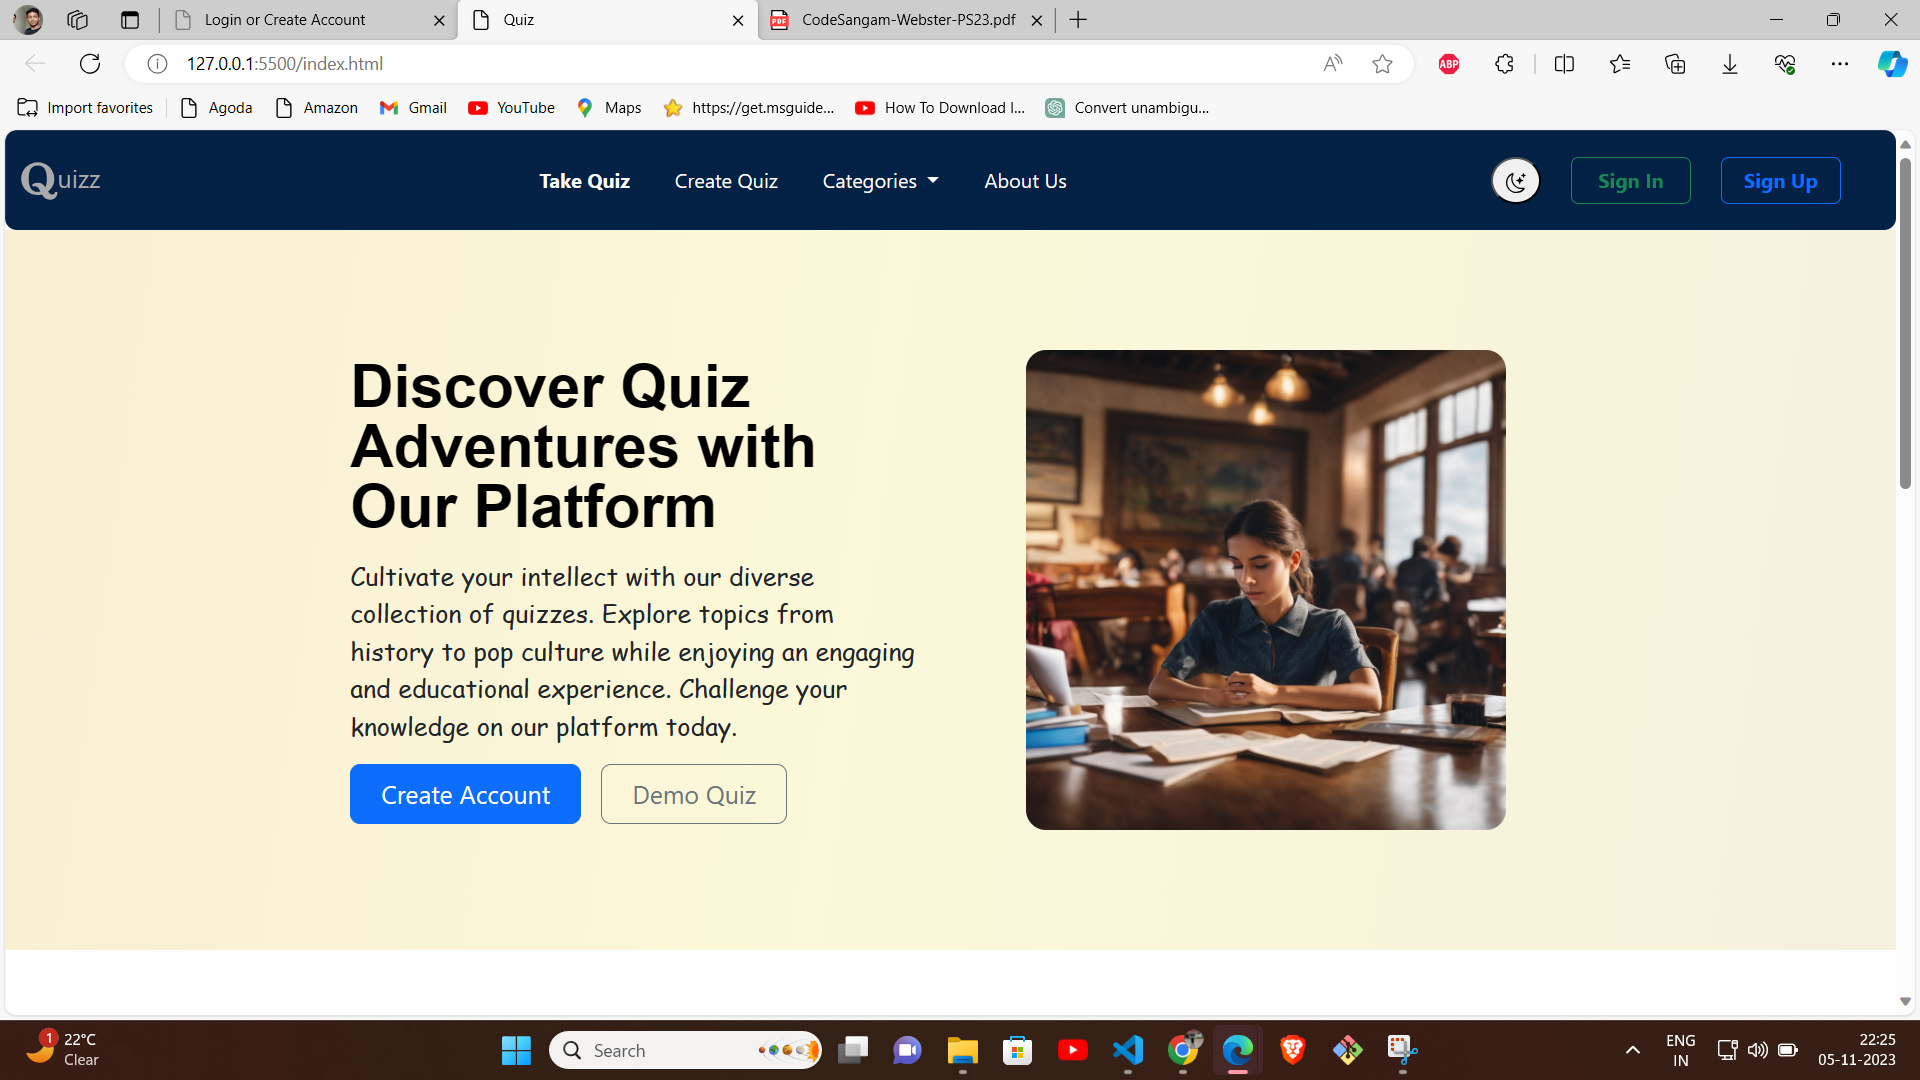 Login or Create Account
Quiz
CodeSangam-Webster-PS23.pdf
127.0.0.1:5500/index.html
ABP
Import favorites
Agoda
Amazon
Gmail
YouTube
Maps
https://get.msguide...
How To Download I...
Convert unambigu...
Quizz
Take Quiz
Create Quiz
Categories
About Us
Sign In
Sign Up
Discover Quiz
Adventures with
Our Platform
Cultivate your intellect with our diverse
collection of quizzes. Explore topics from
history to pop culture while enjoying an engaging
and educational experience. Challenge your
knowledge on our platform today.
Create Account
Demo Quiz
1
22°C
Clear
Search
ENG
IN
22:25
05-11-2023